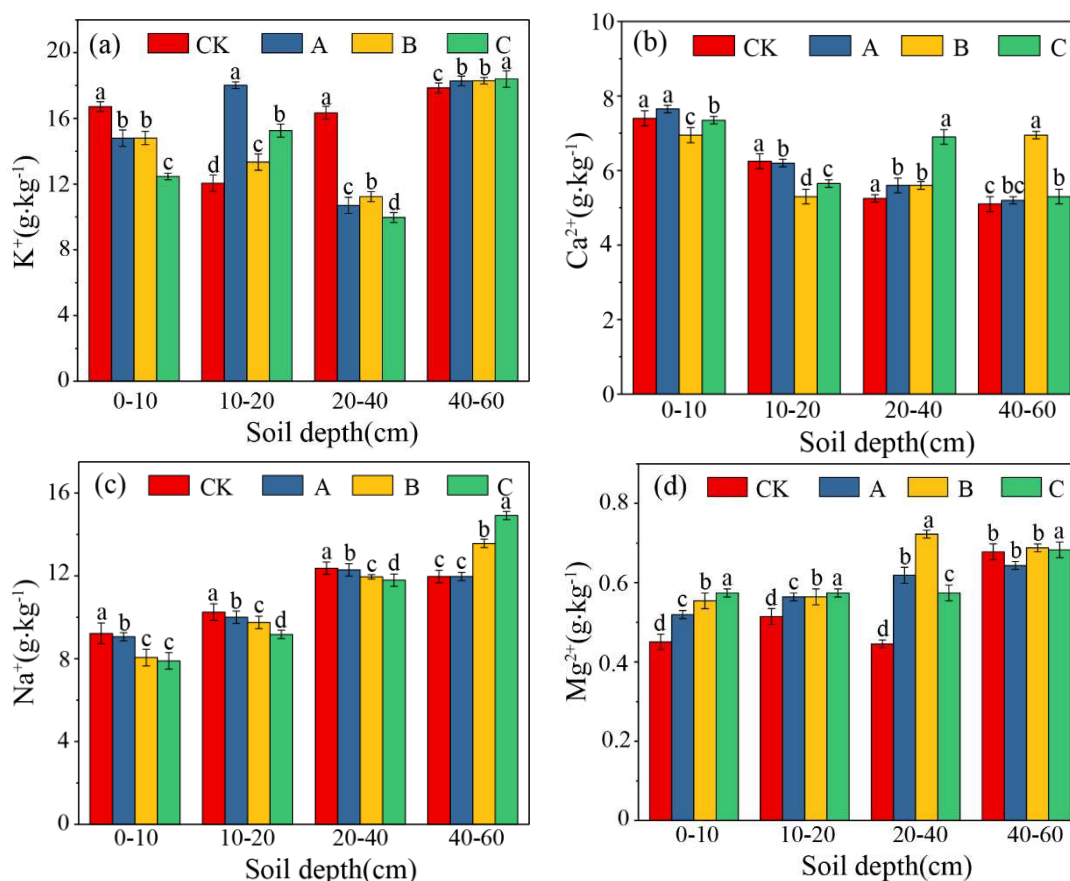 (a) CK A B C
20
16
12
8
4
0
K⁺(g·kg⁻¹)
a b b c
d a c b
a c b d
c b b a
0-10 10-20 20-40 40-60
Soil depth(cm)
(b) CK A B C
10
8
6
4
2
0
Ca²⁺(g·kg⁻¹)
a a c b
a b d c
a b b a
c bc a b
0-10 10-20 20-40 40-60
Soil depth(cm)
(c) CK A B C
16
12
8
4
0
Na⁺(g·kg⁻¹)
a b c c
a b c d
a b c d
c c b a
0-10 10-20 20-40 40-60
Soil depth(cm)
(d) CK A B C
0.8
0.6
0.4
0.2
0
Mg²⁺(g·kg⁻¹)
d c b a
d c b a
d b a c
b b b a
0-10 10-20 20-40 40-60
Soil depth(cm)